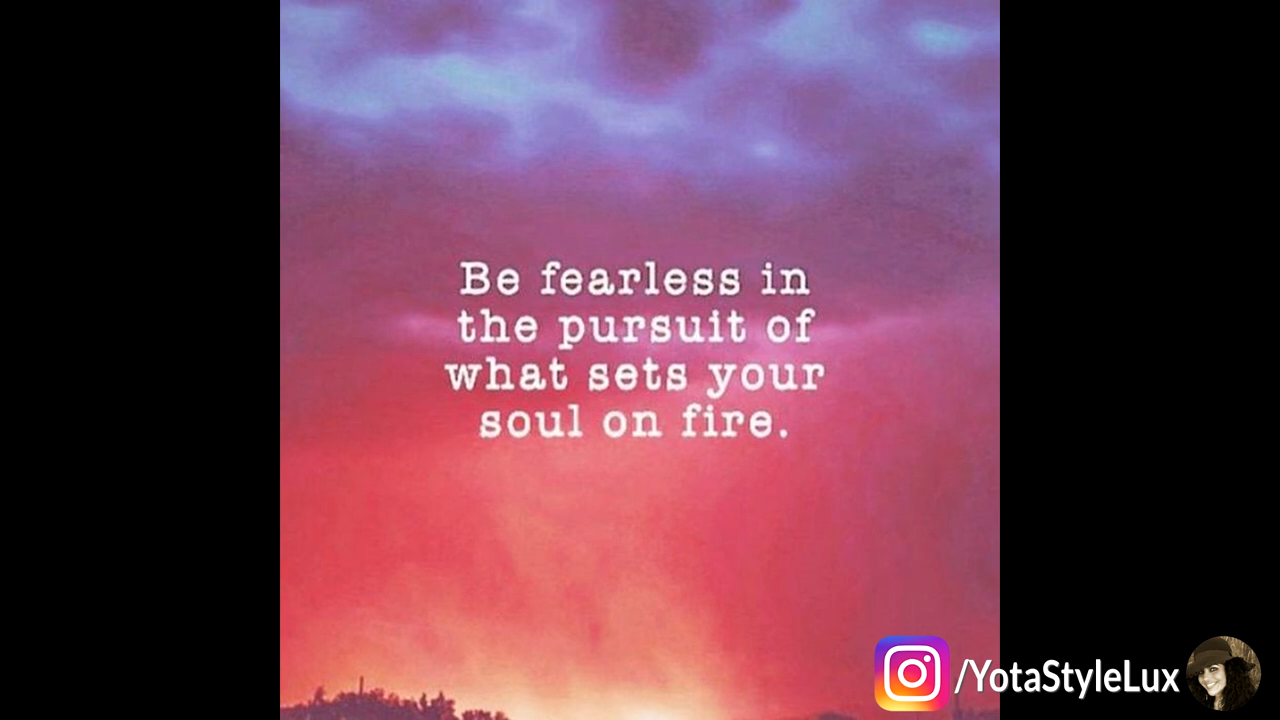 Be fearless in
the pursuit of
what sets your
soul on fire.
/YotaStyleLux